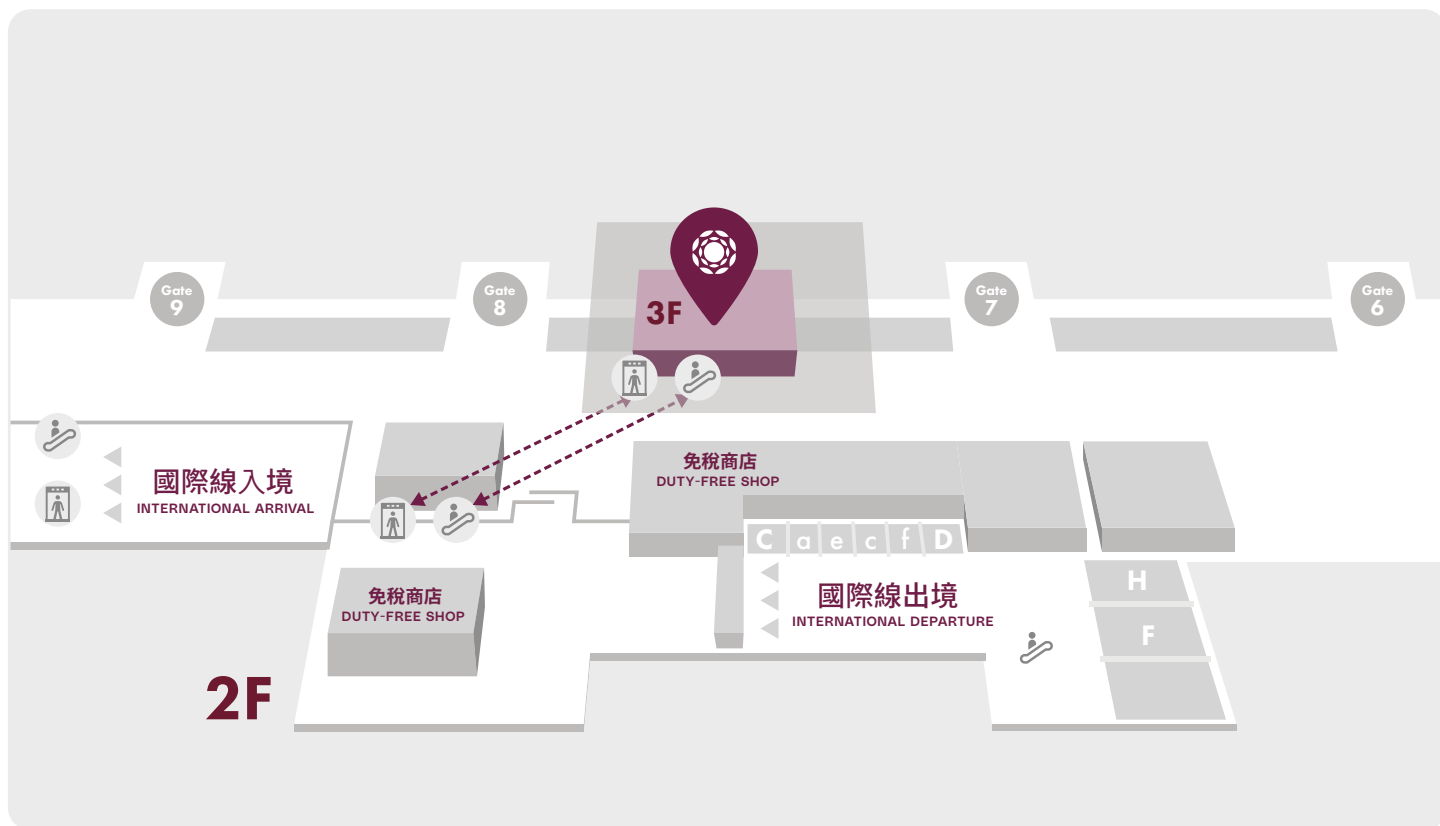 Gate
9
Gate
8
3F
Gate
7
Gate
6
國際線入境
INTERNATIONAL ARRIVAL
免稅商店
DUTY-FREE SHOP
C a e c f D
免稅商店
DUTY-FREE SHOP
國際線出境
INTERNATIONAL DEPARTURE
H
F
2F